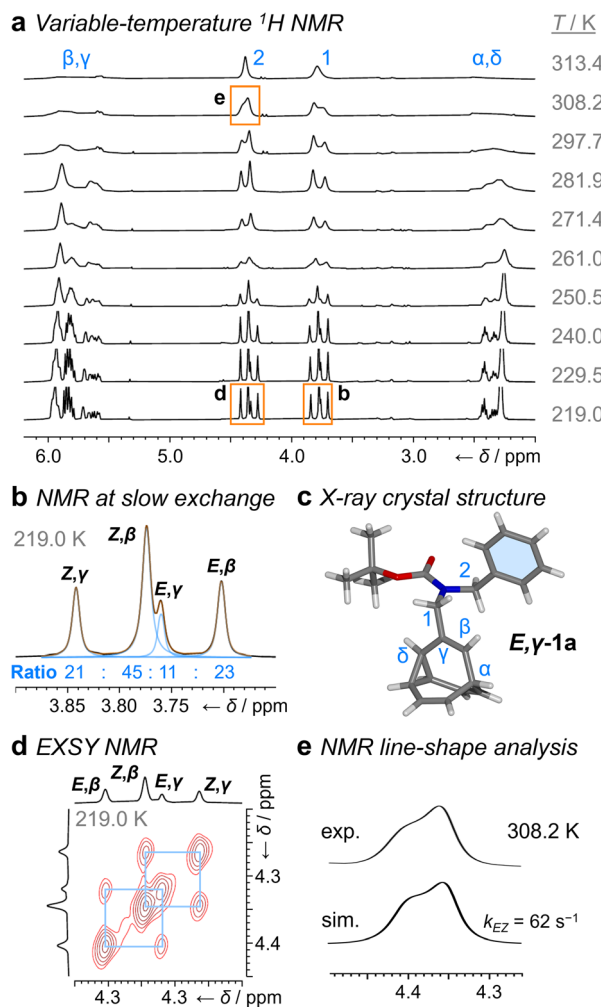 a Variable-temperature ¹H NMR
T / K
β,γ 2 1 α,δ
313.4
e
308.2
297.7
281.9
271.4
261.0
250.5
240.0
229.5
d b
219.0
6.0 5.0 4.0 3.0
← δ / ppm
b NMR at slow exchange
219.0 K
Z,β
Z,γ
E,γ
E,β
Ratio 21 : 45 : 11 : 23
3.85 3.80 3.75
← δ / ppm
c X-ray crystal structure
2
1
β
E,γ-1a
δ
γ
α
d EXSY NMR
Z,β
E,β E,γ Z,γ
219.0 K
← δ / ppm
4.3
4.4
4.3 4.3
← δ / ppm
e NMR line-shape analysis
exp. 308.2 K
sim. kEZ = 62 s⁻¹
4.4 4.3
← δ / ppm